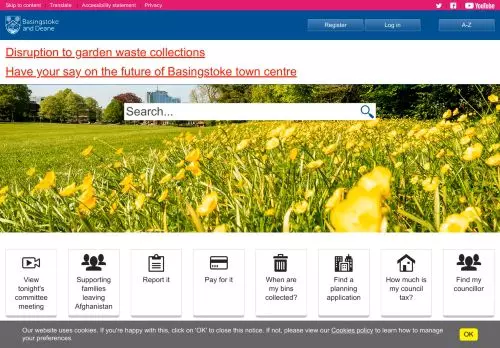 Skip to content Translate Accessibility statement Privacy YouTube
Basingstoke and Deane
Register Log in A-Z
Disruption to garden waste collections
Have your say on the future of Basingstoke town centre
Search...
View tonight's committee meeting
Supporting families leaving Afghanistan
Report it
Pay for it
When are my bins collected?
Find a planning application
How much is my council tax?
Find my councillor
Our website uses cookies. If you're happy with this, click on 'OK' to close this notice. If not, please view our Cookies policy to learn how to manage
your preferences.
OK